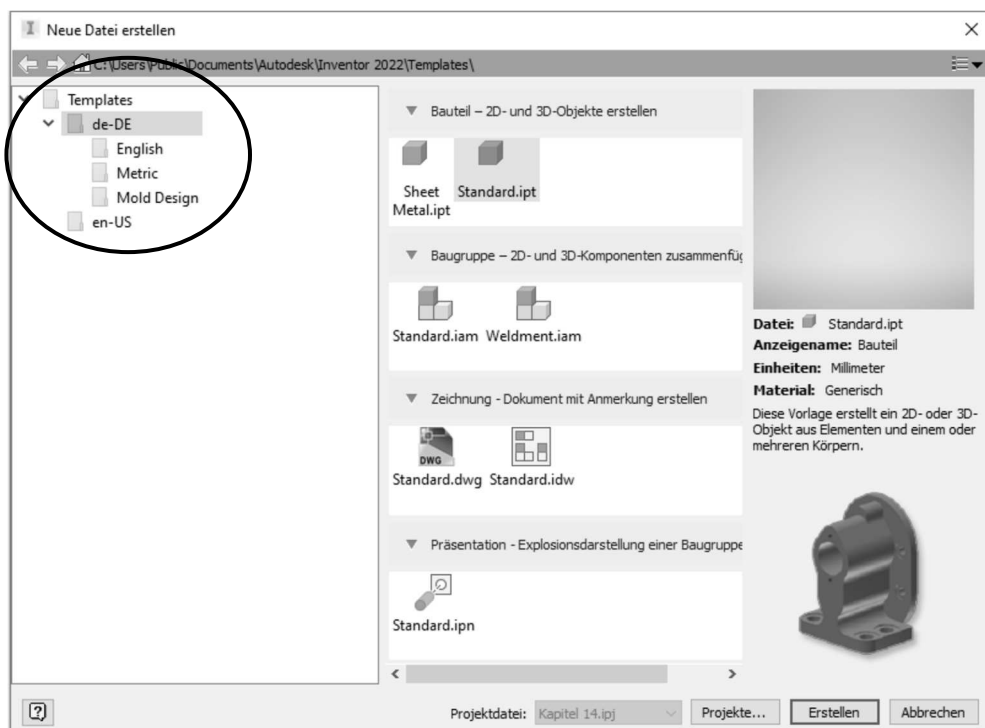 Neue Datei erstellen
C:\Users\Public\Documents\Autodesk\Inventor 2022\Templates\
Templates
de-DE
English
Metric
Mold Design
en-US
Bauteil – 2D- und 3D-Objekte erstellen
Sheet
Metal.ipt
Standard.ipt
Baugruppe – 2D- und 3D-Komponenten zusammenfüg
Standard.iam
Weldment.iam
Zeichnung - Dokument mit Anmerkung erstellen
DWG
Standard.dwg
Standard.idw
Präsentation - Explosionsdarstellung einer Baugruppe
Standard.ipn
Datei: Standard.ipt
Anzeigename: Bauteil
Einheiten: Millimeter
Material: Generisch
Diese Vorlage erstellt ein 2D- oder 3D-
Objekt aus Elementen und einem oder
mehreren Körpern.
Projektdatei: Kapitel 14.ipj
Projekte...
Erstellen
Abbrechen